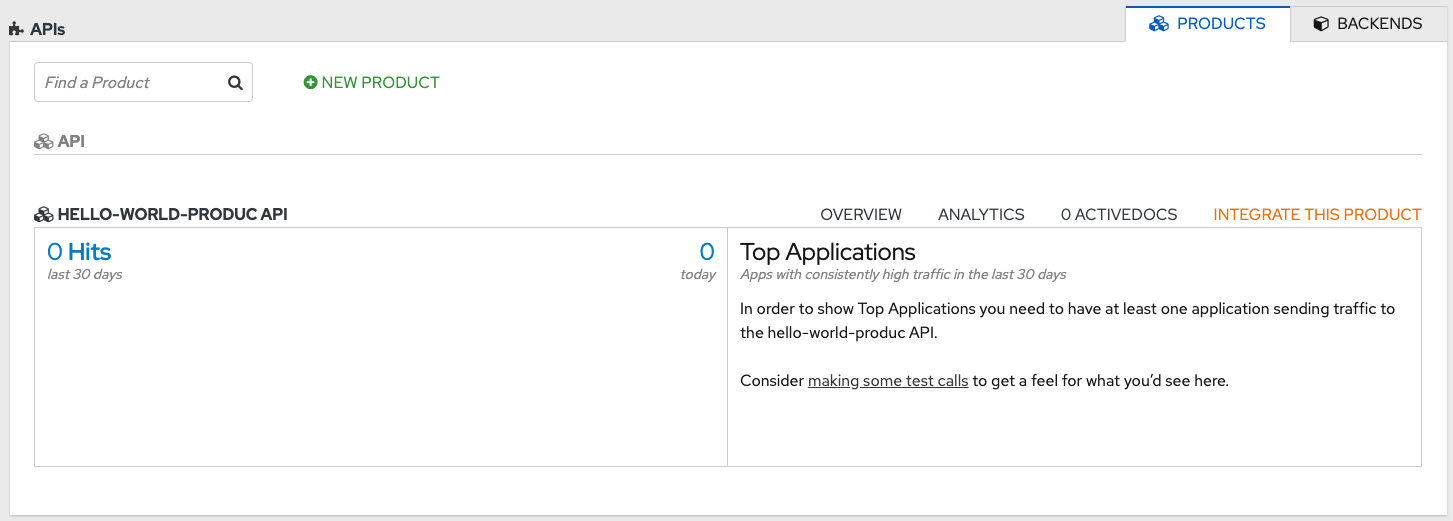 APIs
PRODUCTS
BACKENDS
Find a Product
NEW PRODUCT
API
HELLO-WORLD-PRODUC API
OVERVIEW
ANALYTICS
0 ACTIVEDOCS
INTEGRATE THIS PRODUCT
0 Hits
0
last 30 days
today
Top Applications
Apps with consistently high traffic in the last 30 days
In order to show Top Applications you need to have at least one application sending traffic to
the hello-world-produc API.
Consider making some test calls to get a feel for what you’d see here.